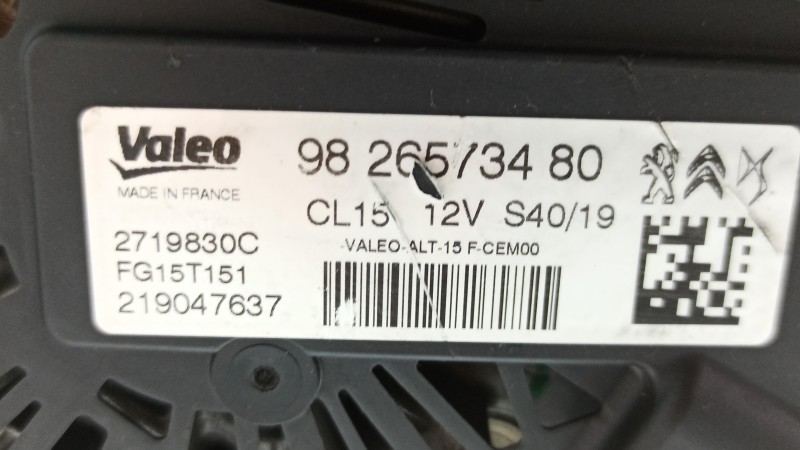 Valeo
MADE IN FRANCE
98 265734 80
CL15 12V S40/19
-VALEO-ALT-15 F-CEM00
2719830C
FG15T151
219047637